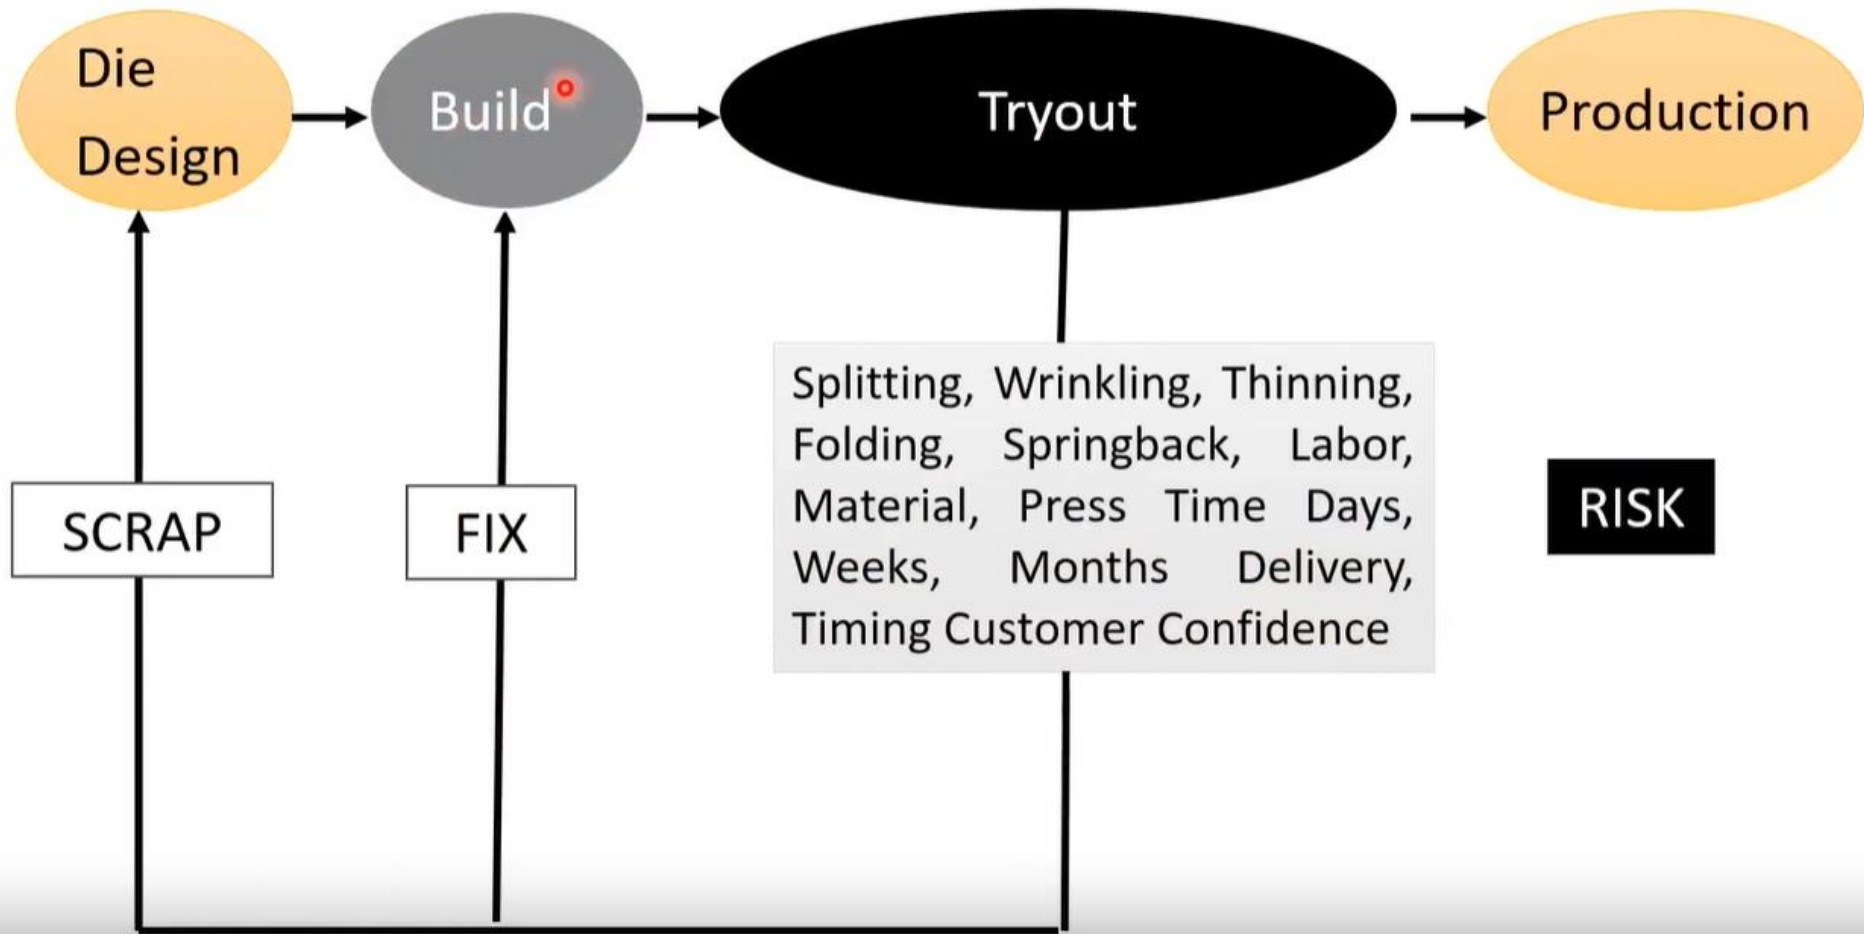 Die
Design
Build
Tryout
Production
Splitting, Wrinkling, Thinning,
Folding, Springback, Labor,
Material, Press Time Days,
Weeks, Months Delivery,
Timing Customer Confidence
SCRAP
FIX
RISK